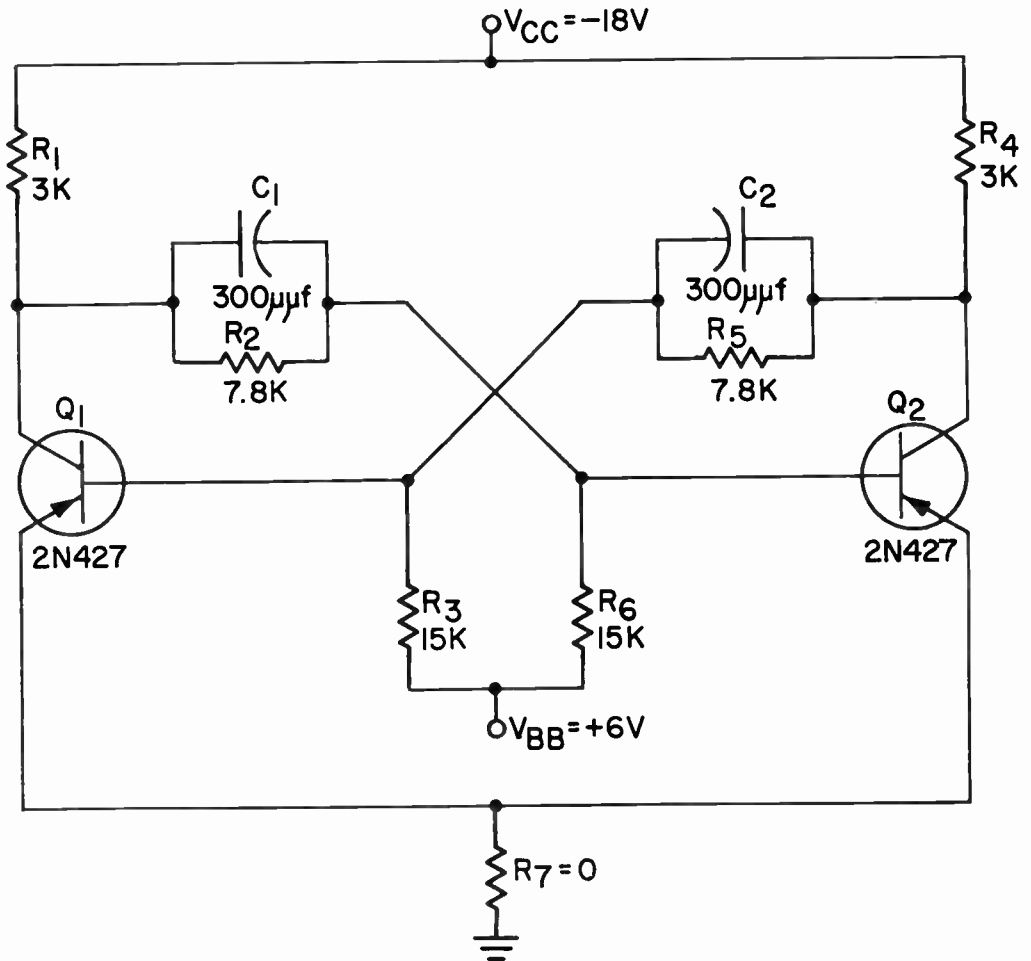 VCC=-18V
R1
3K
R4
3K
C1
300µµf
R2
7.8K
C2
300µµf
R5
7.8K
Q1
2N427
Q2
2N427
R3
15K
R6
15K
VBB=+6V
R7=0